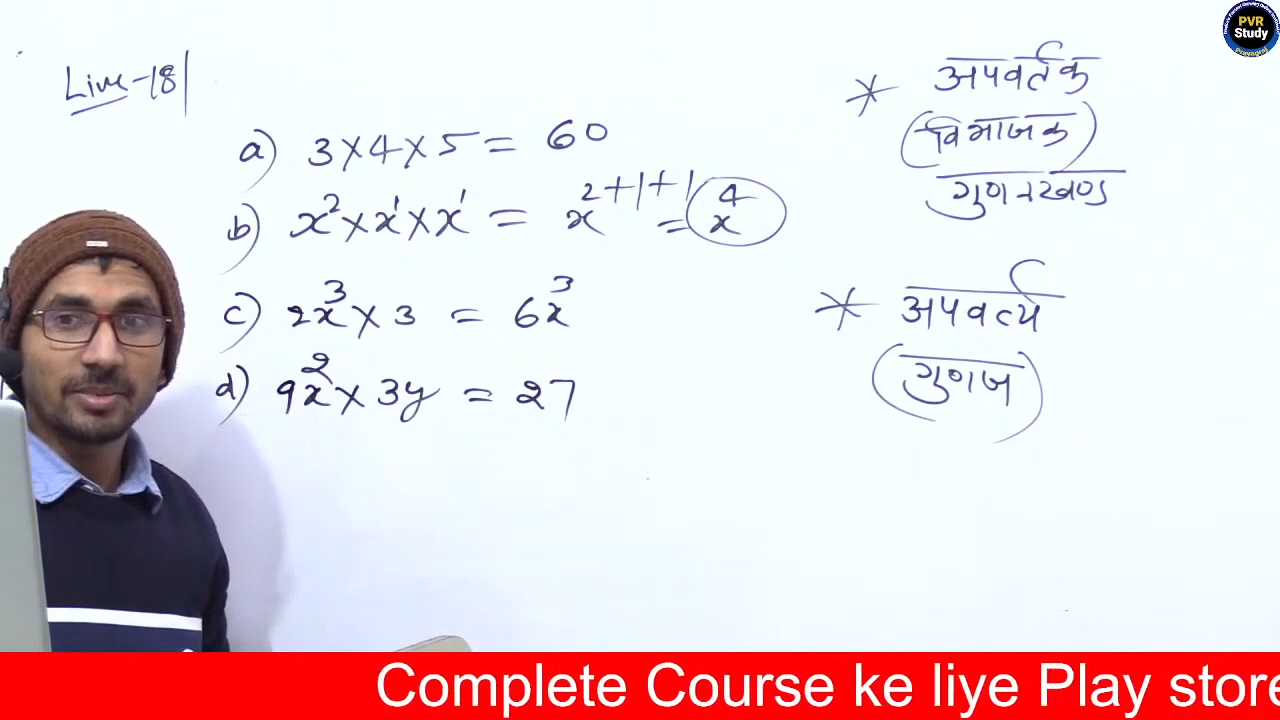 Live-18
a) 3×4×5 = 60
b) x²×x¹×x¹ = x²⁺¹⁺¹ = x⁴
c) 2x³×3 = 6x³
d) 9x²×3y = 27
* अपवर्तक
(विभाजक)
गुणनखण्ड
* अपवर्त्य
(गुणज)
PVR
Study
Prayagraj
Complete Course ke liye Play store